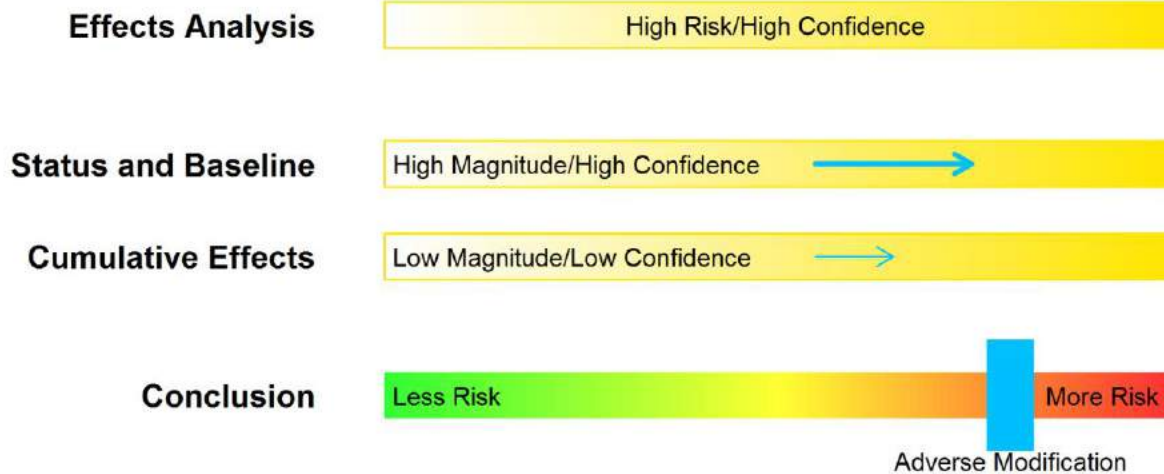 Effects Analysis
High Risk/High Confidence
Status and Baseline
High Magnitude/High Confidence
Cumulative Effects
Low Magnitude/Low Confidence
Conclusion
Less Risk
More Risk
Adverse Modification